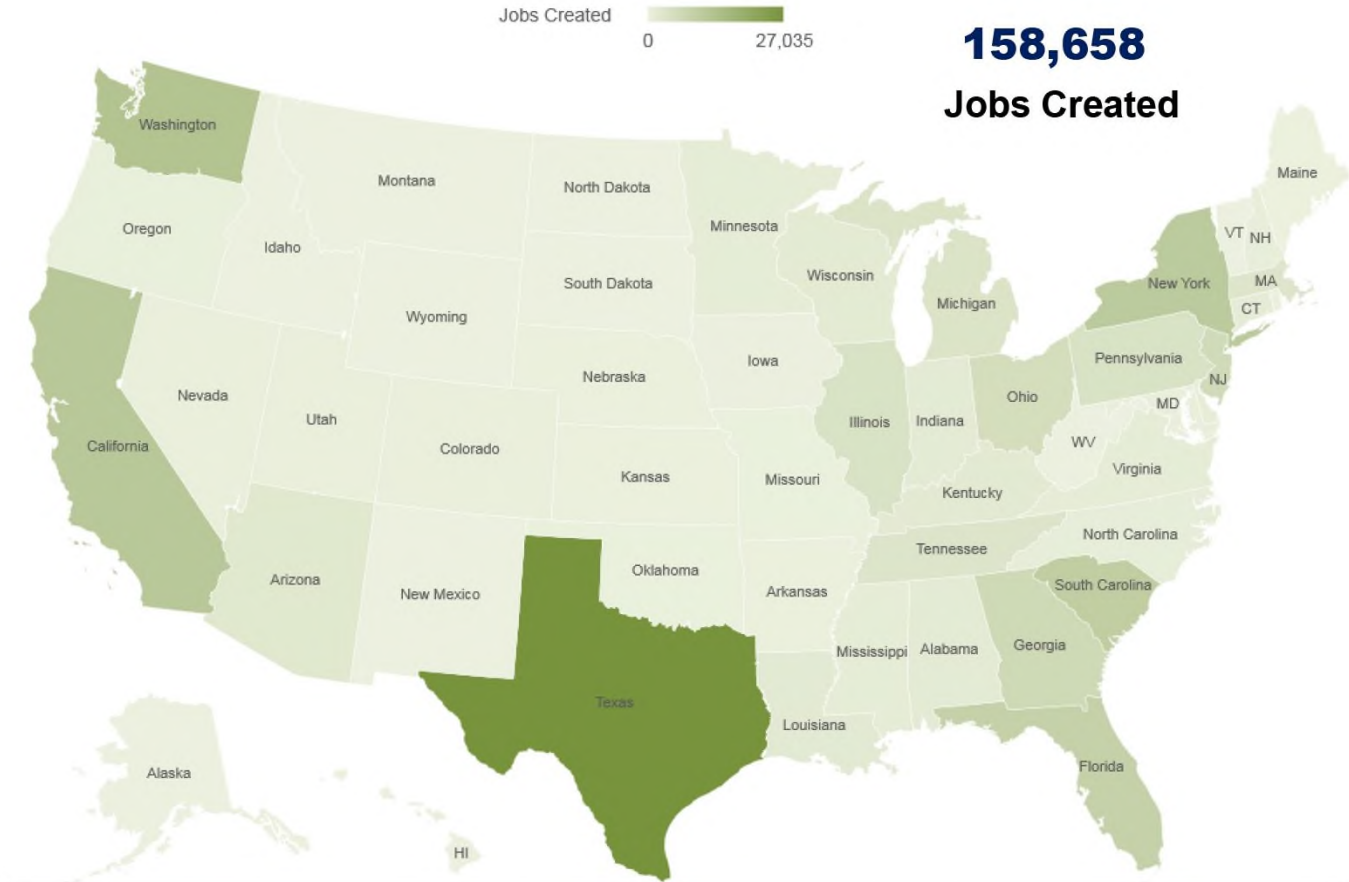 Jobs Created
0
27,035
158,658
Jobs Created
Washington
Montana
North Dakota
Minnesota
Maine
Oregon
Idaho
VT
NH
South Dakota
Wisconsin
Michigan
New York
MA
CT
Wyoming
Iowa
Pennsylvania
Nebraska
NJ
Nevada
Ohio
MD
Utah
Illinois
Indiana
WV
California
Colorado
Virginia
Kansas
Missouri
Kentucky
North Carolina
Tennessee
Arizona
Oklahoma
South Carolina
New Mexico
Arkansas
Mississippi
Alabama
Georgia
Texas
Louisiana
Florida
Alaska
HI